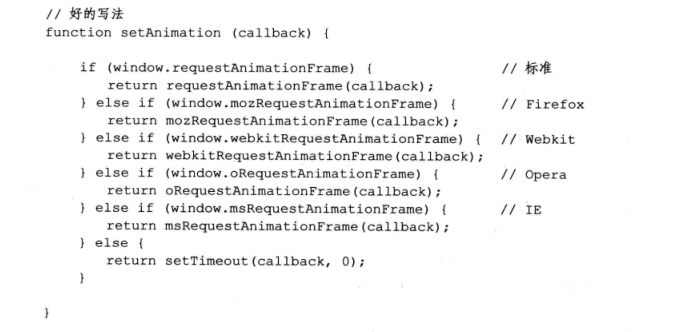 // 好的写法
function setAnimation (callback) {
if (window.requestAnimationFrame) { // 标准
return requestAnimationFrame(callback);
} else if (window.mozRequestAnimationFrame) { // Firefox
return mozRequestAnimationFrame(callback);
} else if (window.webkitRequestAnimationFrame) { // Webkit
return webkitRequestAnimationFrame(callback);
} else if (window.oRequestAnimationFrame) { // Opera
return oRequestAnimationFrame(callback);
} else if (window.msRequestAnimationFrame) { // IE
return msRequestAnimationFrame(callback);
} else {
return setTimeout(callback, 0);
}
}